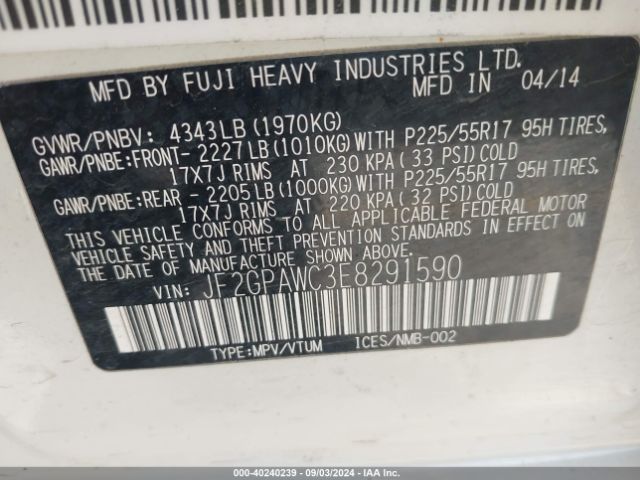 MFD BY FUJI HEAVY INDUSTRIES LTD.
MFD IN 04/14
GVWR/PNBV: 4343LB(1970KG)
GAWR/PNBE:FRONT- 2227LB(1010KG)WITH P225/55R17 95H TIRES,
17X7J RIMS AT 230 KPA( 33 PSI)COLD
GAWR/PNBE:REAR - 2205LB(1000KG)WITH P225/55R17 95H TIRES,
17X7J RIMS AT 220 KPA( 32 PSI)COLD
THIS VEHICLE CONFORMS TO ALL APPLICABLE FEDERAL MOTOR
VEHICLE SAFETY AND THEFT PREVENTION STANDARDS IN EFFECT ON
THE DATE OF MANUFACTURE SHOWN ABOVE.
VIN: JF2GPAWC3E8291590
TYPE:MPV/VTUM ICES/NMB-002
000-40240239 - 09/03/2024 - IAA Inc.